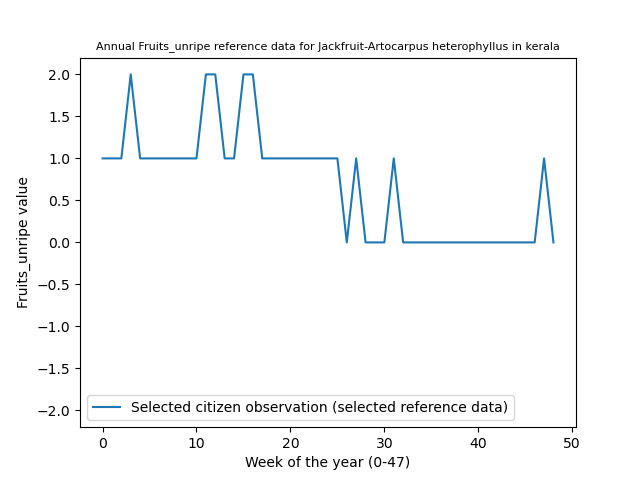 Annual Fruits_unripe reference data for Jackfruit-Artocarpus heterophyllus in kerala
2.0
1.5
1.0
0.5
0.0
−0.5
−1.0
−1.5
−2.0
Fruits_unripe value
Selected citizen observation (selected reference data)
0 10 20 30 40 50
Week of the year (0-47)